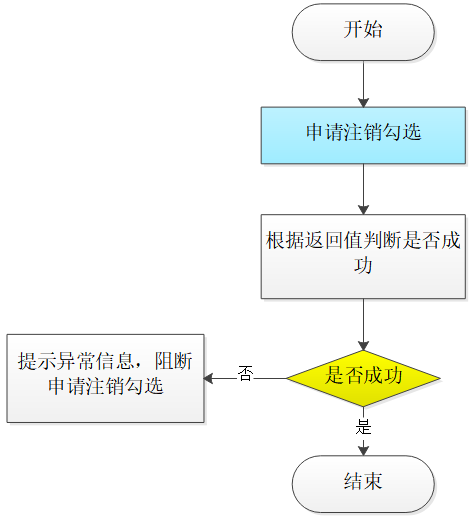 开始
申请注销勾选
根据返回值判断是否成
功
提示异常信息，阻断
申请注销勾选
否
是否成功
是
结束